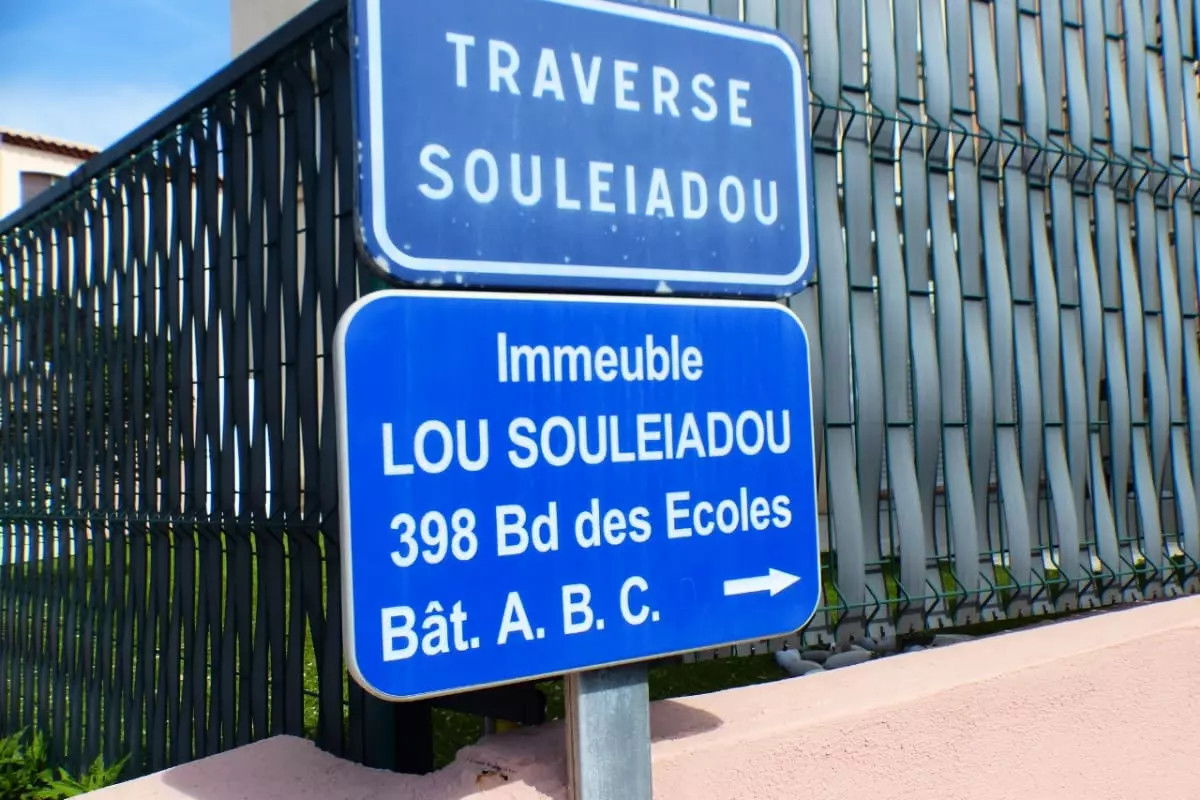 TRAVERSE
SOULEIADOU
Immeuble
LOU SOULEIADOU
398 Bd des Ecoles
Bât. A. B. C.